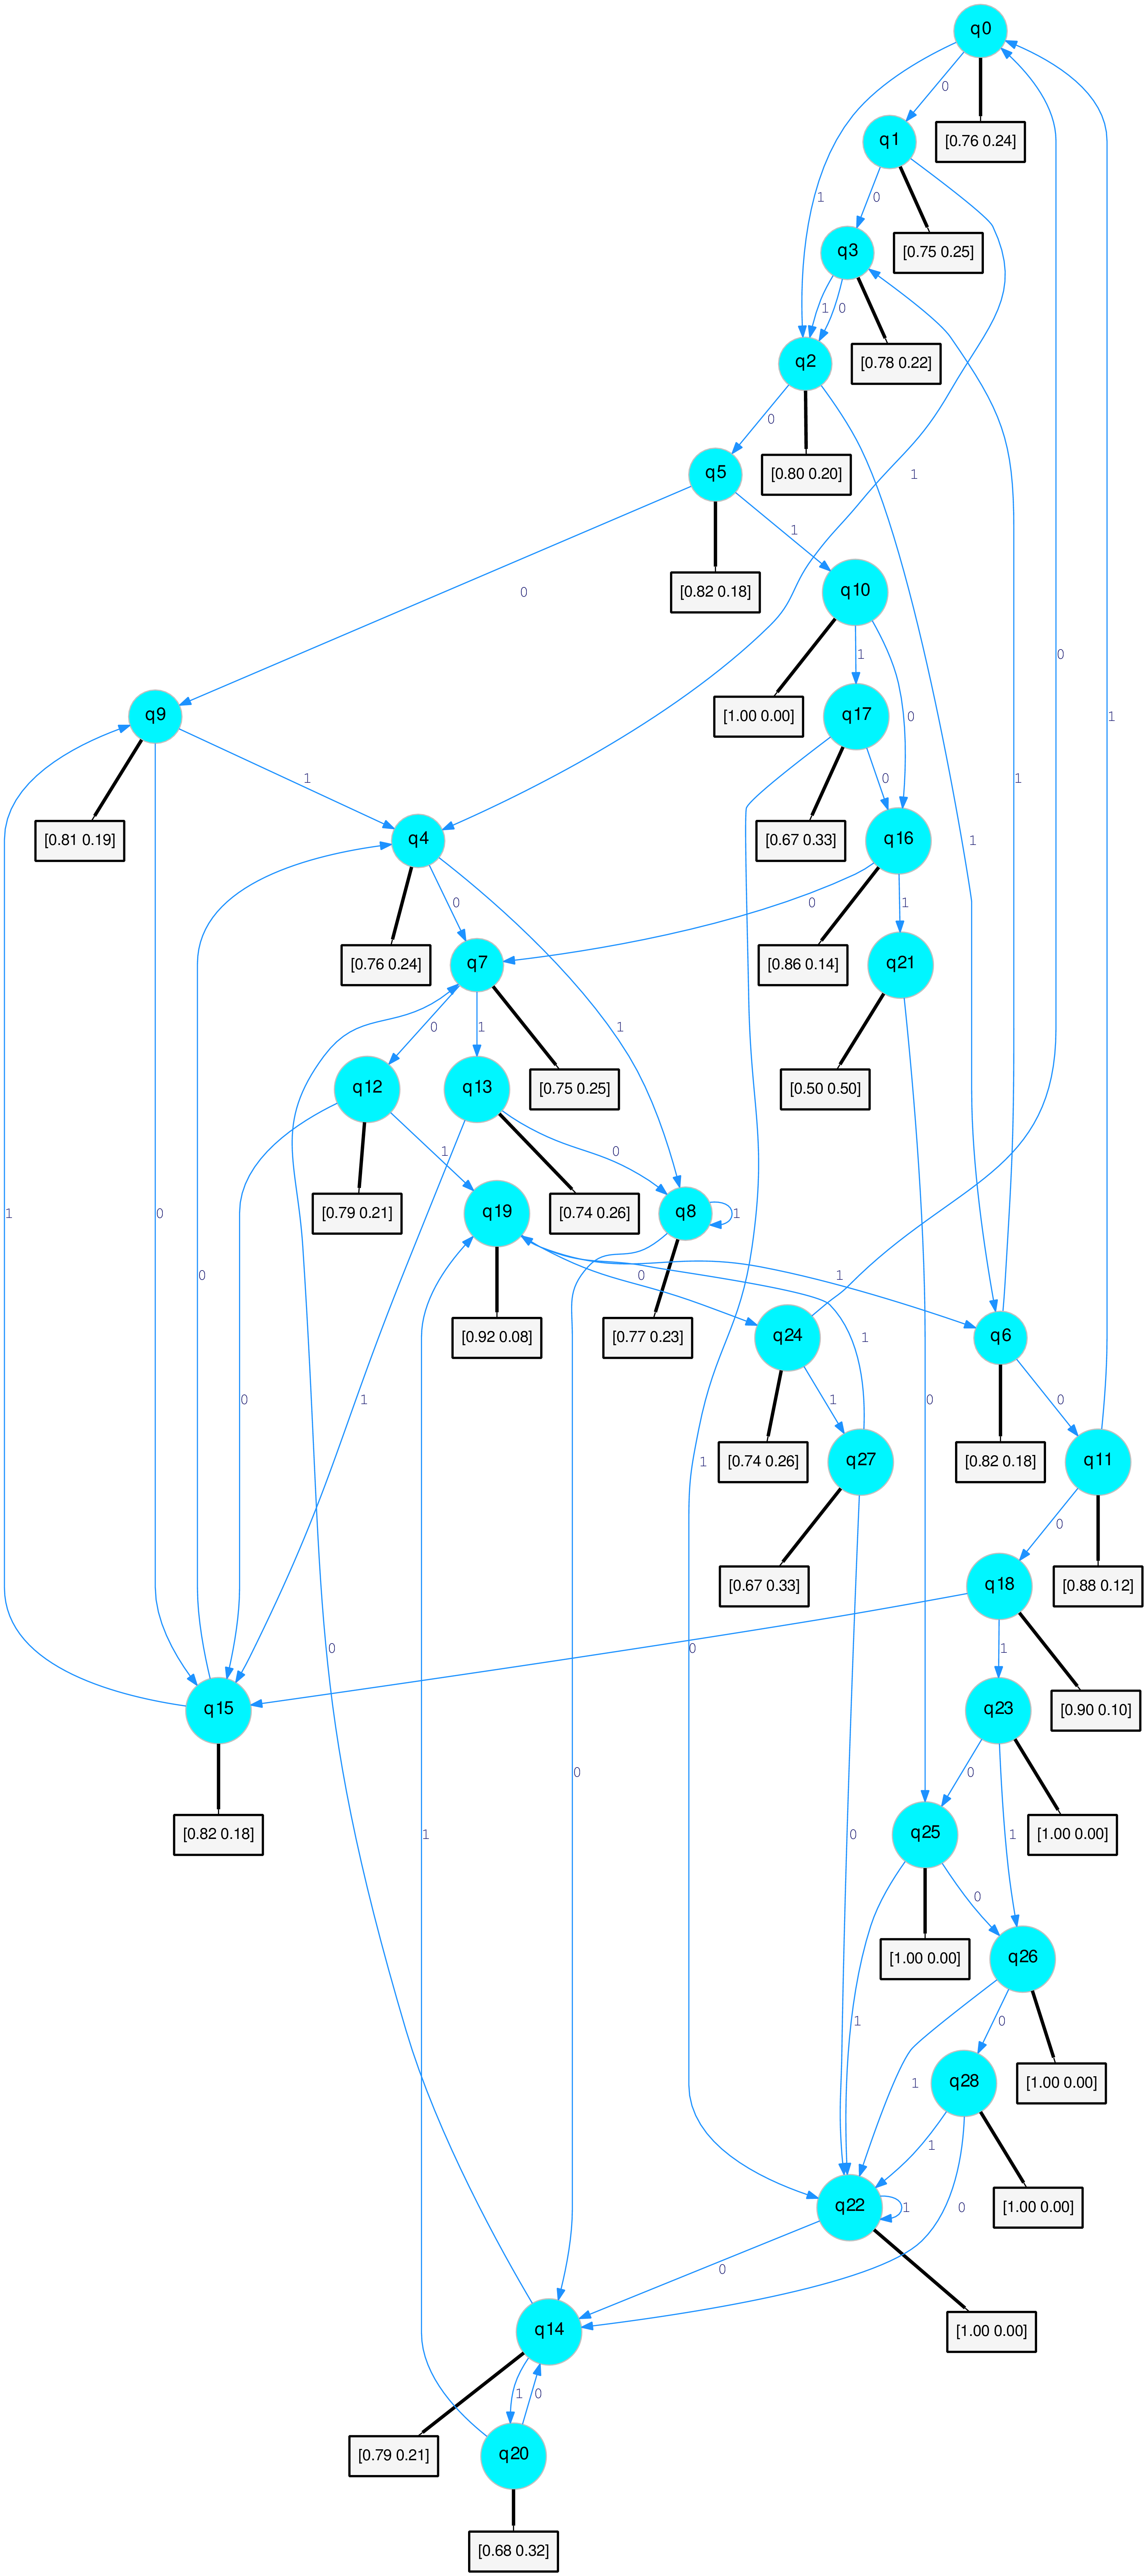 q0
0
[0.76 0.24]
q1
1
0
q3
[0.75 0.25]
1
0
q2
[0.78 0.22]
0
q5
[0.80 0.20]
1
1
[0.82 0.18]
0
q10
0
1
[1.00 0.00]
q9
q17
0
1
0
1
[0.81 0.19]
q4
[0.67 0.33]
q16
1
0
0
1
[0.76 0.24]
q7
[0.86 0.14]
q21
0
1
1
q12
q13
[0.75 0.25]
[0.50 0.50]
1
0
[0.79 0.21]
q19
[0.74 0.26]
q8
1
1
0
0
0
1
[0.92 0.08]
[0.77 0.23]
q24
1
q6
0
1
1
0
0
[0.74 0.26]
1
q27
[0.82 0.18]
q11
0
[0.67 0.33]
q18
[0.88 0.12]
0
0
1
q15
q23
[0.90 0.10]
0
0
[0.82 0.18]
1
0
q25
1
[1.00 0.00]
0
[1.00 0.00]
q26
1
0
1
q28
[1.00 0.00]
1
q22
1
0
[1.00 0.00]
0
q14
[1.00 0.00]
1
0
[0.79 0.21]
q20
[0.68 0.32]